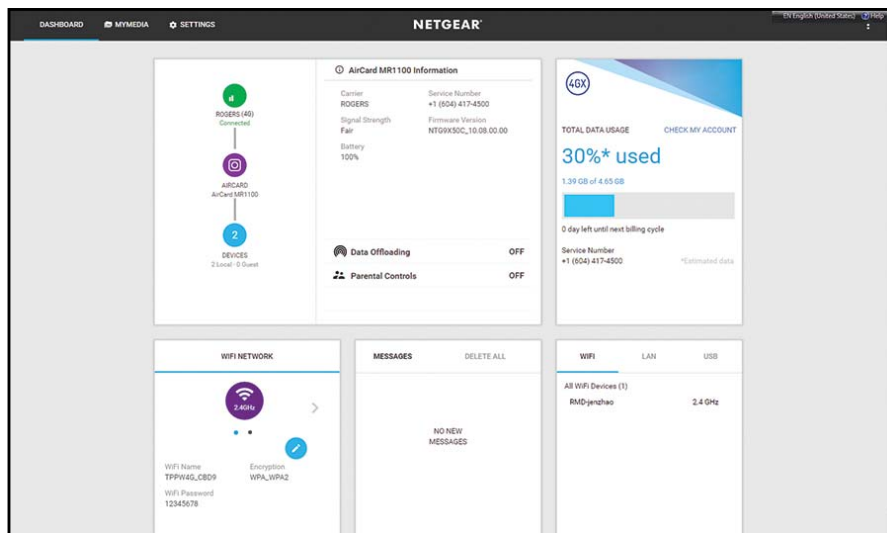 DASHBOARD MYMEDIA SETTINGS
NETGEAR
EN English (United States) Help
ROGERS (4G)
Connected
AIRCARD
AirCard MR1100
2
DEVICES
2 Local - 0 Guest
AirCard MR1100 Information
Carrier Service Number
ROGERS +1 (604) 417-4500
Signal Strength Firmware Version
Fair NTG9X50C_10.08.00.00
Battery
100%
Data Offloading OFF
Parental Controls OFF
4GX
TOTAL DATA USAGE CHECK MY ACCOUNT
30%* used
1.39 GB of 4.65 GB
0 day left until next billing cycle
Service Number
+1 (604) 417-4500 *Estimated data
WIFI NETWORK
2.4GHz
WiFi Name Encryption
TPPW4G_CBD9 WPA_WPA2
WiFi Password
12345678
MESSAGES DELETE ALL
NO NEW
MESSAGES
WIFI LAN USB
All WiFi Devices (1)
RMD-jenzhao 2.4 GHz